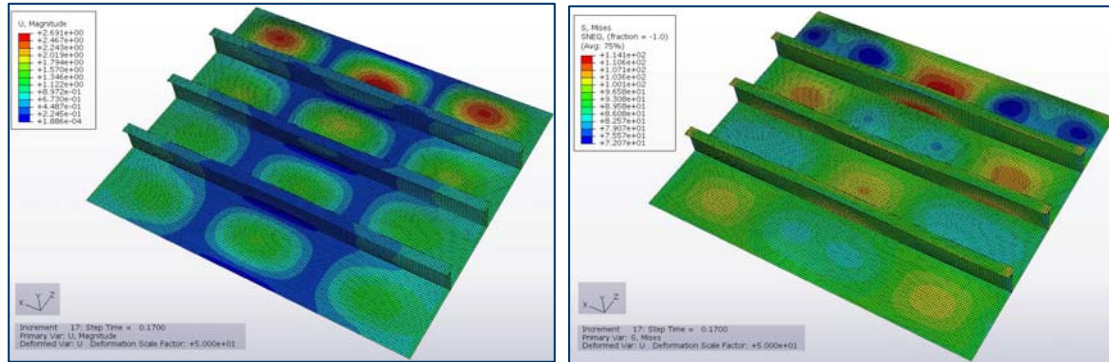 U, Magnitude
+2.691e+00
+2.467e+00
+2.243e+00
+2.019e+00
+1.794e+00
+1.570e+00
+1.346e+00
+1.122e+00
+8.972e-01
+6.730e-01
+4.487e-01
+2.245e-01
+1.886e-04
X
Y
Z
Increment 17: Step Time = 0.1700
Primary Var: U, Magnitude
Deformed Var: U Deformation Scale Factor: +5.000e+01
S, Mises
SNEG, (fraction = -1.0)
(Avg: 75%)
+1.141e+02
+1.106e+02
+1.071e+02
+1.036e+02
+1.001e+02
+9.658e+01
+9.308e+01
+8.958e+01
+8.608e+01
+8.257e+01
+7.907e+01
+7.557e+01
+7.207e+01
X
Y
Z
Increment 17: Step Time = 0.1700
Primary Var: S, Mises
Deformed Var: U Deformation Scale Factor: +5.000e+01